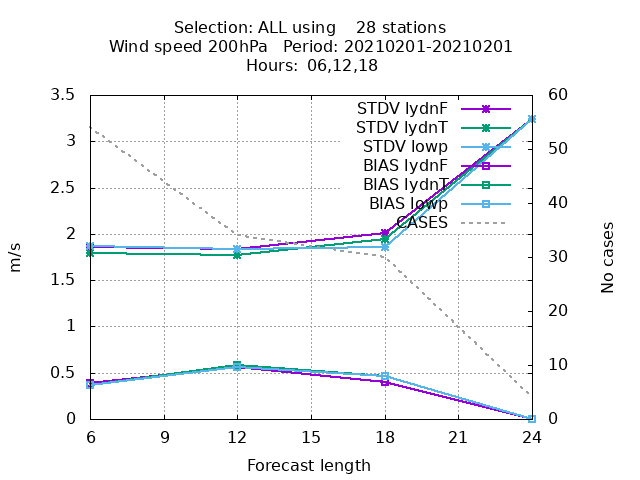 Selection: ALL using 28 stations
Wind speed 200hPa Period: 20210201-20210201
Hours: 06,12,18
3.5
3
2.5
2
1.5
1
0.5
0
m/s
STDV lydnF
STDV lydnT
STDV lowp
BIAS lydnF
BIAS lydnT
BIAS lowp
CASES
60
50
40
30
20
10
0
No cases
6 9 12 15 18 21 24
Forecast length